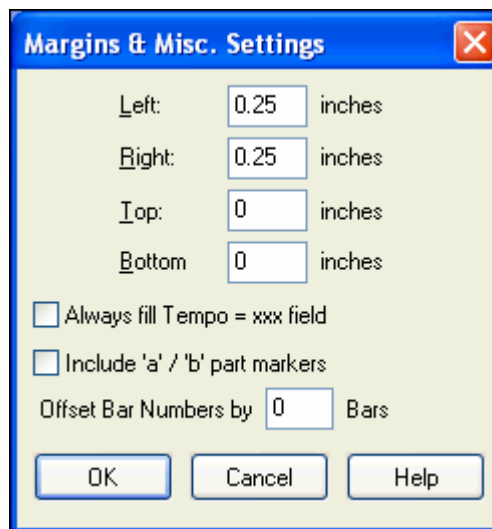 Margins & Misc. Settings
Left: 0.25 inches
Right: 0.25 inches
Top: 0 inches
Bottom 0 inches
Always fill Tempo = xxx field
Include 'a' / 'b' part markers
Offset Bar Numbers by 0 Bars
OK Cancel Help